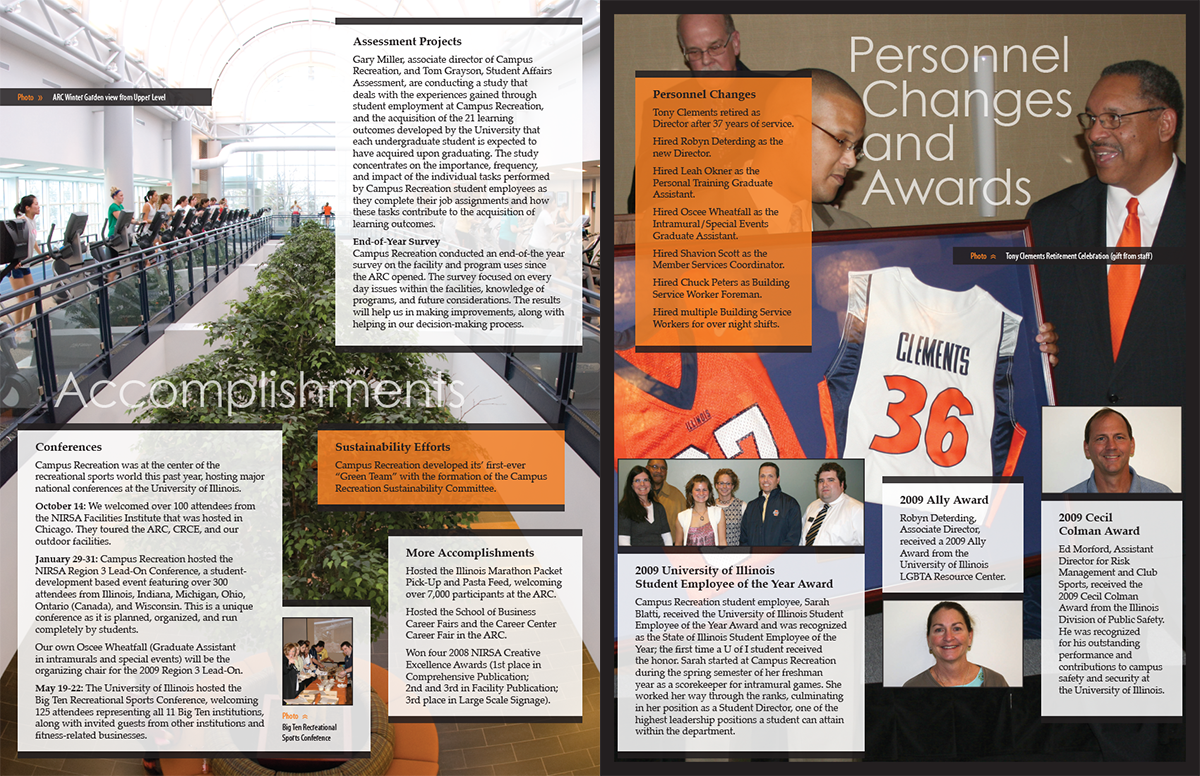 Assessment Projects
Gary Miller, associate director of Campus
Recreation, and Tom Grayson, Student Affairs
Assessment, are conducting a study that
deals with the experiences gained through
student employment at Campus Recreation,
and the acquisition of the 21 learning
outcomes developed by the University that
each undergraduate student is expected to
have acquired upon graduating. The study
concentrates on the importance, frequency,
and impact of the individual tasks performed
by Campus Recreation student employees as
they complete their job assignments and how
these tasks contribute to the acquisition of
learning outcomes.
End-of-Year Survey
Campus Recreation conducted an end-of-the year
survey on the facility and program uses since
the ARC opened. The survey focused on every
day issues within the facilities, knowledge of
programs, and future considerations. The results
will help us in making improvements, along with
helping in our decision-making process.
Photo » ARC Winter Garden view from Upper Level
Accomplishments
Conferences
Campus Recreation was at the center of the
recreational sports world this past year, hosting major
national conferences at the University of Illinois.
October 14: We welcomed over 100 attendees from
the NIRSA Facilities Institute that was hosted in
Chicago. They toured the ARC, CRCE, and our
outdoor facilities.
January 29-31: Campus Recreation hosted the
NIRSA Region 3 Lead-On Conference, a student-
development based event featuring over 300
attendees from Illinois, Indiana, Michigan, Ohio,
Ontario (Canada), and Wisconsin. This is a unique
conference as it is planned, organized, and run
completely by students.
Our own Oscee Wheatfall (Graduate Assistant
in intramurals and special events) will be the
organizing chair for the 2009 Region 3 Lead-On.
May 19-22: The University of Illinois hosted the
Big Ten Recreational Sports Conference, welcoming
125 attendees representing all 11 Big Ten institutions,
along with invited guests from other institutions and
fitness-related businesses.
Photo
Big Ten Recreational
Sports Conference
Sustainability Efforts
Campus Recreation developed its' first-ever
"Green Team" with the formation of the Campus
Recreation Sustainability Committee.
More Accomplishments
Hosted the Illinois Marathon Packet
Pick-Up and Pasta Feed, welcoming
over 7,000 participants at the ARC.
Hosted the School of Business
Career Fairs and the Career Center
Career Fair in the ARC.
Won four 2008 NIRSA Creative
Excellence Awards (1st place in
Comprehensive Publication;
2nd and 3rd in Facility Publication;
3rd place in Large Scale Signage).
Personnel
Changes
and
Awards
Personnel Changes
Tony Clements retired as
Director after 37 years of service.
Hired Robyn Deterding as the
new Director.
Hired Leah Okner as the
Personal Training Graduate
Assistant.
Hired Oscee Wheatfall as the
Intramural/Special Events
Graduate Assistant.
Hired Shavion Scott as the
Member Services Coordinator.
Hired Chuck Peters as Building
Service Worker Foreman.
Hired multiple Building Service
Workers for over night shifts.
Photo Tony Clements Retirement Celebration (gift from staff)
CLEMENTS
36
ILLINOIS
2009 University of Illinois
Student Employee of the Year Award
Campus Recreation student employee, Sarah
Blatti, received the University of Illinois Student
Employee of the Year Award and was recognized
as the State of Illinois Student Employee of the
Year; the first time a U of I student received
the honor. Sarah started at Campus Recreation
during the spring semester of her freshman
year as a scorekeeper for intramural games. She
worked her way through the ranks, culminating
in her position as a Student Director, one of the
highest leadership positions a student can attain
within the department.
2009 Ally Award
Robyn Deterding,
Associate Director,
received a 2009 Ally
Award from the
University of Illinois
LGBTA Resource Center.
2009 Cecil
Colman Award
Ed Morford, Assistant
Director for Risk
Management and Club
Sports, received the
2009 Cecil Colman
Award from the Illinois
Division of Public Safety.
He was recognized
for his outstanding
performance and
contributions to campus
safety and security at
the University of Illinois.